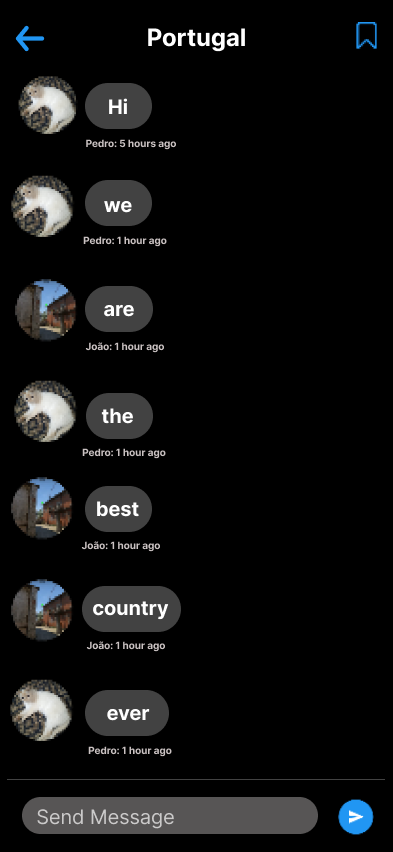 Portugal
Hi
Pedro: 5 hours ago
we
Pedro: 1 hour ago
are
João: 1 hour ago
the
Pedro: 1 hour ago
best
João: 1 hour ago
country
João: 1 hour ago
ever
Pedro: 1 hour ago
Send Message